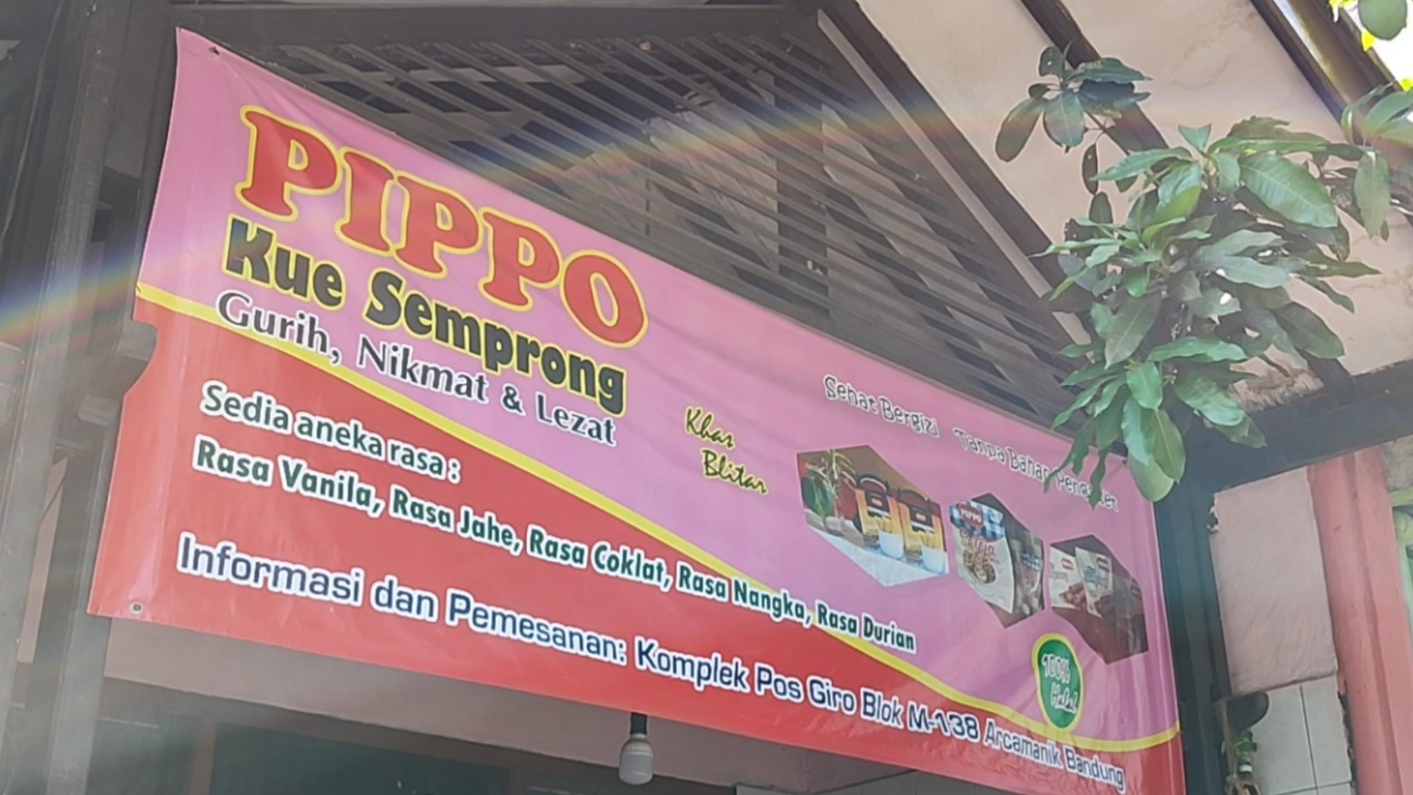 PIPPO
Kue Semprong
Gurih, Nikmat & Lezat
Khas
Blitar
Sehat Bergizi Tanpa Bahan
Sedia aneka rasa :
Rasa Vanila, Rasa Jahe, Rasa Coklat, Rasa Nangka, Rasa Durian
Informasi dan Pemesanan: Komplek Pos Giro Blok M-138 Arcamanik Bandung
PIPPO
100%
Halal